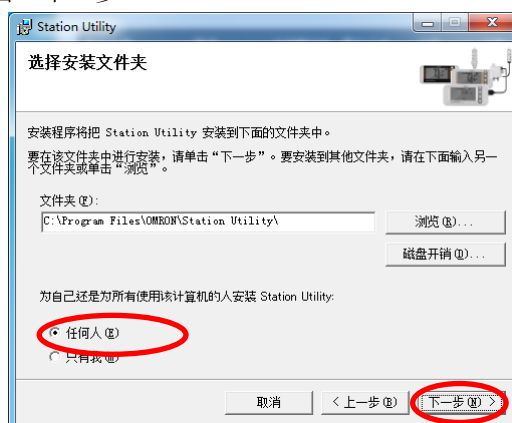 Station Utility
选择安装文件夹
安装程序将把 Station Utility 安装到下面的文件夹中。
要在该文件夹中进行安装，请单击“下一步”。要安装到其他文件夹，请在下面输入另一
个文件夹或单击“浏览”。
文件夹(F):
C:\Program Files\OMRON\Station Utility\
浏览(R)...
磁盘开销(D)...
为自己还是为所有使用该计算机的人安装 Station Utility:
任何人(E)
只有我(M)
取消
< 上一步(B)
下一步(N) >